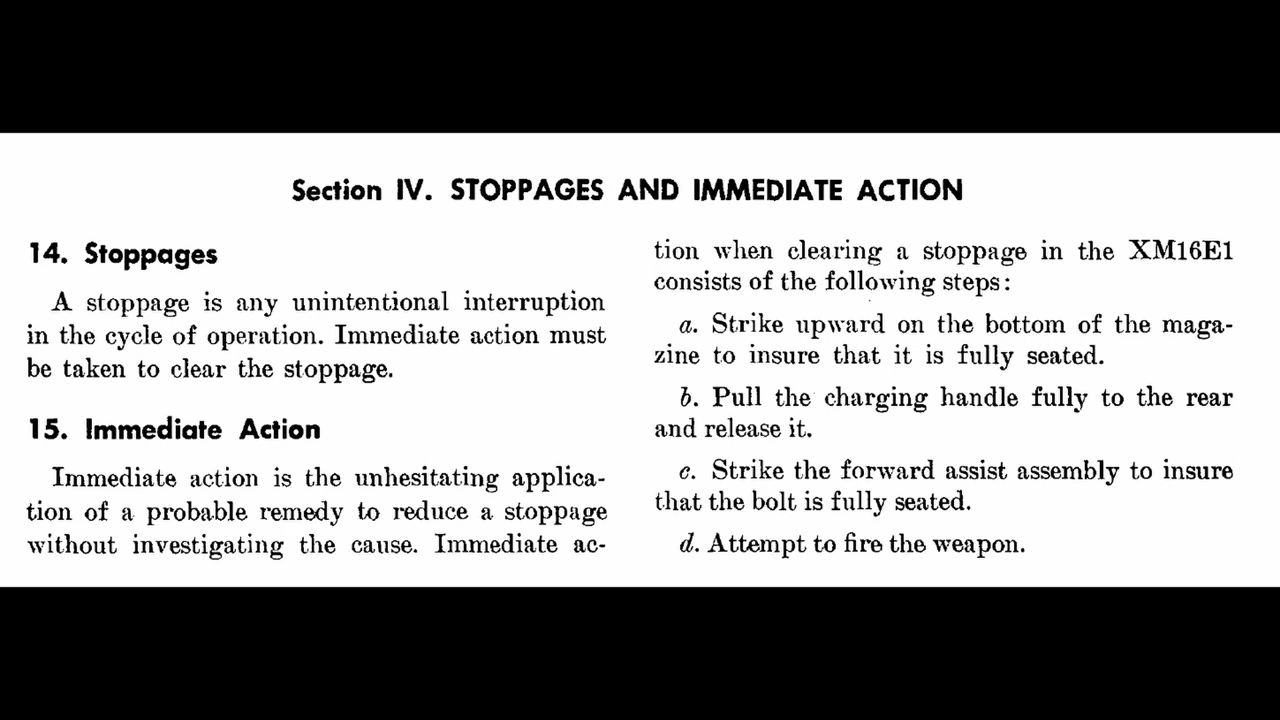 Section IV. STOPPAGES AND IMMEDIATE ACTION
14. Stoppages
A stoppage is any unintentional interruption
in the cycle of operation. Immediate action must
be taken to clear the stoppage.
15. Immediate Action
Immediate action is the unhesitating applica-
tion of a probable remedy to reduce a stoppage
without investigating the cause. Immediate ac-
tion when clearing a stoppage in the XM16E1
consists of the following steps:
a. Strike upward on the bottom of the maga-
zine to insure that it is fully seated.
b. Pull the charging handle fully to the rear
and release it.
c. Strike the forward assist assembly to insure
that the bolt is fully seated.
d. Attempt to fire the weapon.